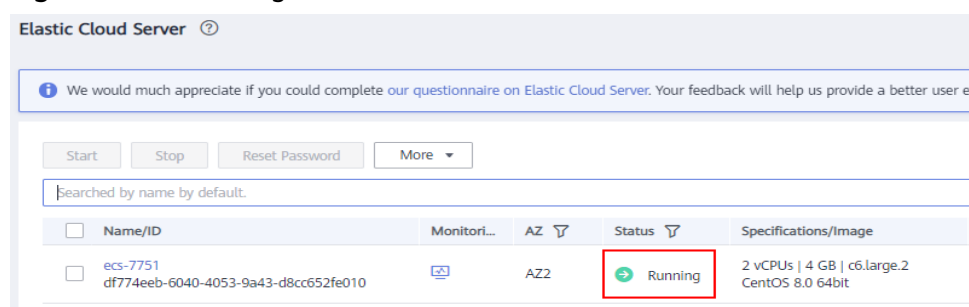 Elastic Cloud Server ?
We would much appreciate if you could complete our questionnaire on Elastic Cloud Server. Your feedback will help us provide a better user e
Start Stop Reset Password More
Searched by name by default.
Name/ID Monitori... AZ Status Specifications/Image
ecs-7751
df774eeb-6040-4053-9a43-d8cc652fe010
AZ2 Running
2 vCPUs | 4 GB | c6.large.2
CentOS 8.0 64bit